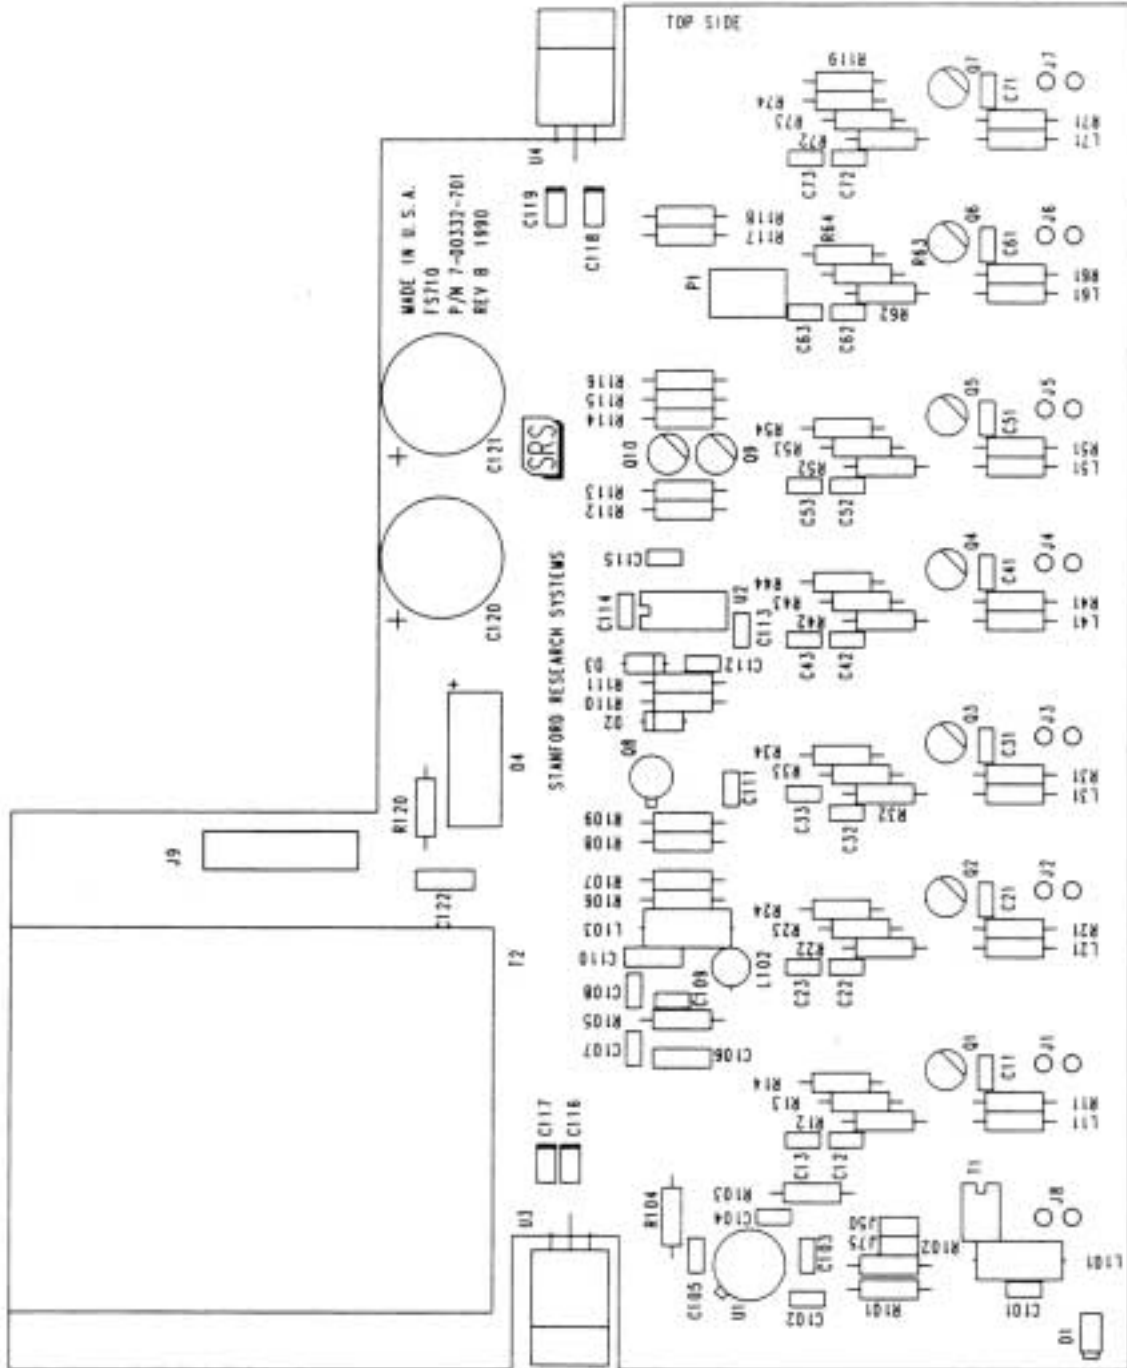 TOP SIDE
R119
R74
R73
R72
C73
C72
Q7
C71
J7
R71
L71
U4
C119
C118
MADE IN U.S.A.
FS710
P/N 7-00332-701
REV B 1990
R118
R117
P1
R64
R63
R62
C63
C62
Q6
C61
J6
R61
L61
C121
+
SRS
R116
R115
R114
Q10
Q9
R113
R112
R54
R53
R52
C53
C52
Q5
C51
J5
R51
L51
C120
+
STANFORD RESEARCH SYSTEMS
C115
C114
U2
C113
D3
C112
R111
R110
D2
R44
R43
R42
C43
C42
Q4
C41
J4
R41
L41
+
D4
R120
J9
C122
Q8
C111
R109
R108
R34
R33
R32
C33
C32
Q3
C31
J3
R31
L31
T2
R107
R106
L103
C110
L102
C109
C108
R105
C107
C106
R24
R23
R22
C23
C22
Q2
C21
J2
R21
L21
C117
C116
R14
R13
R12
C13
C12
Q1
C11
J1
R11
L11
U3
R104
R103
C104
C105
U1
C103
C102
J50
J75
R102
R101
T1
J8
L101
C101
D1